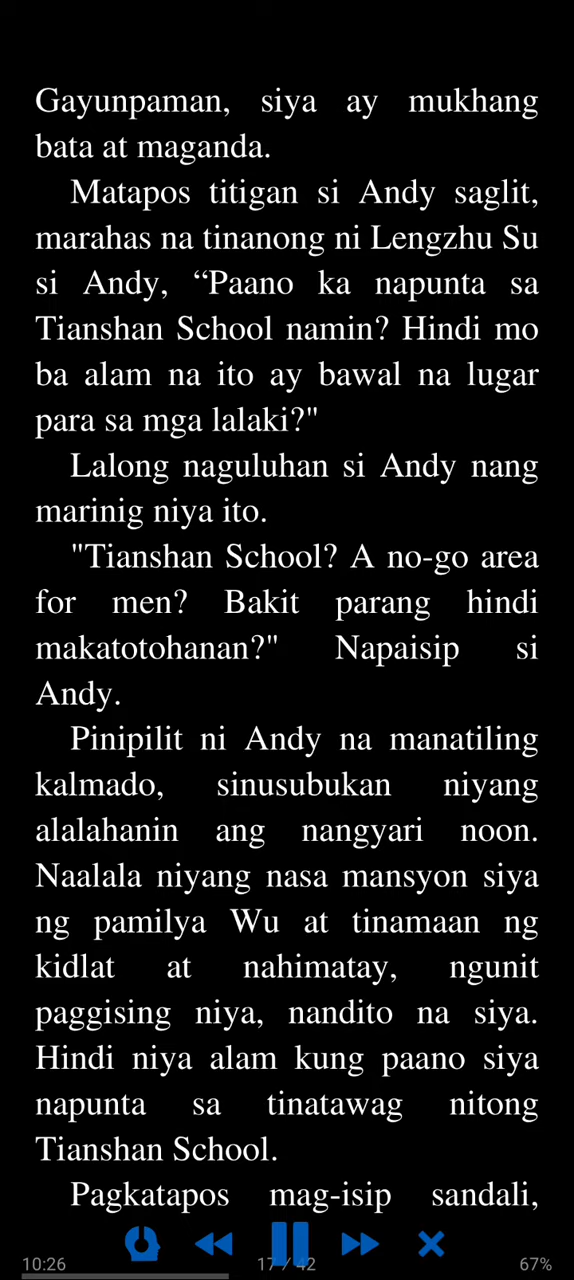 Gayunpaman, siya ay mukhang
bata at maganda.
Matapos titigan si Andy saglit,
marahas na tinanong ni Lengzhu Su
si Andy, “Paano ka napunta sa
Tianshan School namin? Hindi mo
ba alam na ito ay bawal na lugar
para sa mga lalaki?"
Lalong naguluhan si Andy nang
marinig niya ito.
"Tianshan School? A no-go area
for men? Bakit parang hindi
makatotohanan?" Napaisip si
Andy.
Pinipilit ni Andy na manatiling
kalmado, sinusubukan niyang
alalahanin ang nangyari noon.
Naalala niyang nasa mansyon siya
ng pamilya Wu at tinamaan ng
kidlat at nahimatay, ngunit
paggising niya, nandito na siya.
Hindi niya alam kung paano siya
napunta sa tinatawag nitong
Tianshan School.
Pagkatapos mag-isip sandali,
10:26 17 / 42 67%